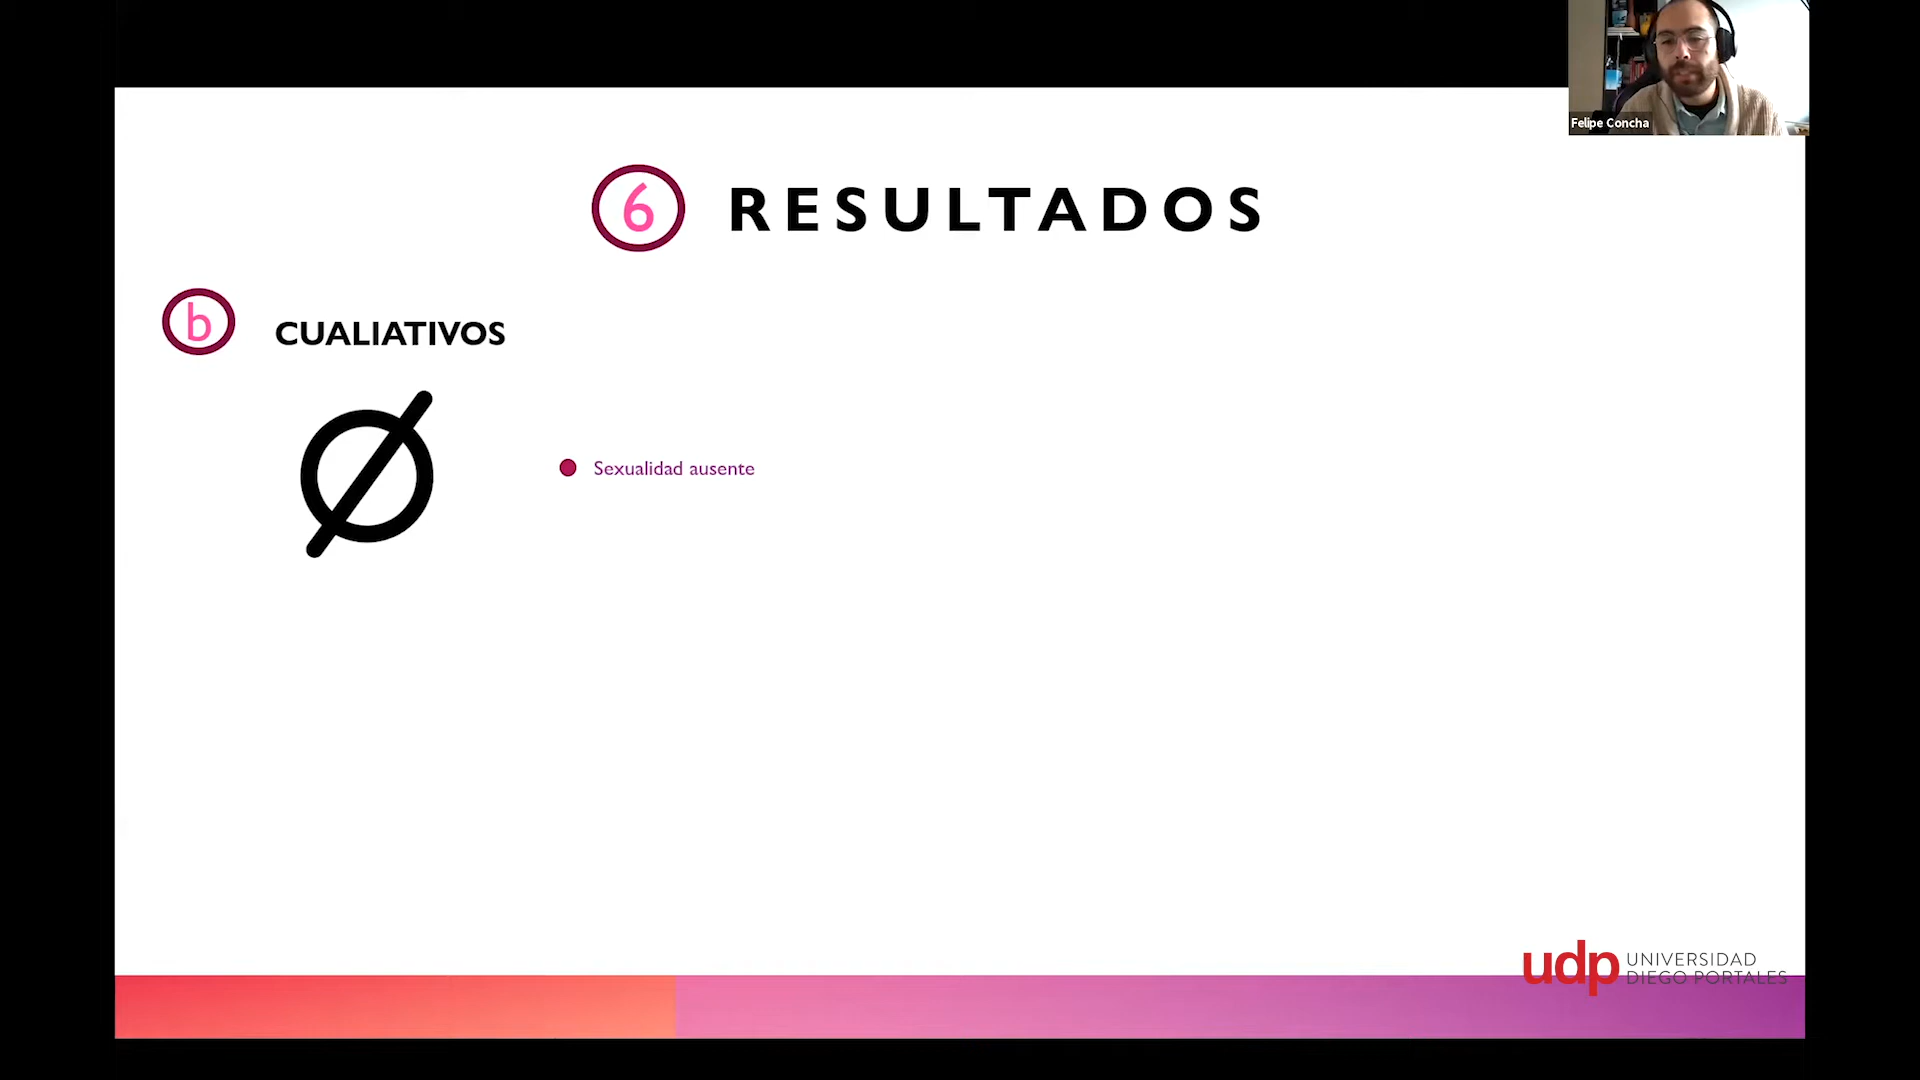 Felipe Concha
6 RESULTADOS
b CUALIATIVOS
Sexualidad ausente
udp UNIVERSIDAD
DIEGO PORTALES